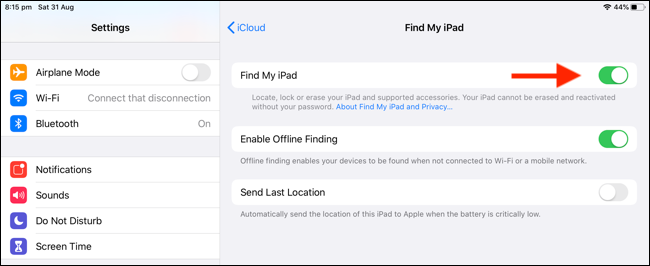 8:15 pm Sat 31 Aug
44%
Settings
Airplane Mode
Wi-Fi Connect that disconnection
Bluetooth On
Notifications
Sounds
Do Not Disturb
Screen Time
iCloud Find My iPad
Find My iPad
Locate, lock or erase your iPad and supported accessories. Your iPad cannot be erased and reactivated
without your password. About Find My iPad and Privacy...
Enable Offline Finding
Offline finding enables your devices to be found when not connected to Wi-Fi or a mobile network.
Send Last Location
Automatically send the location of this iPad to Apple when the battery is critically low.